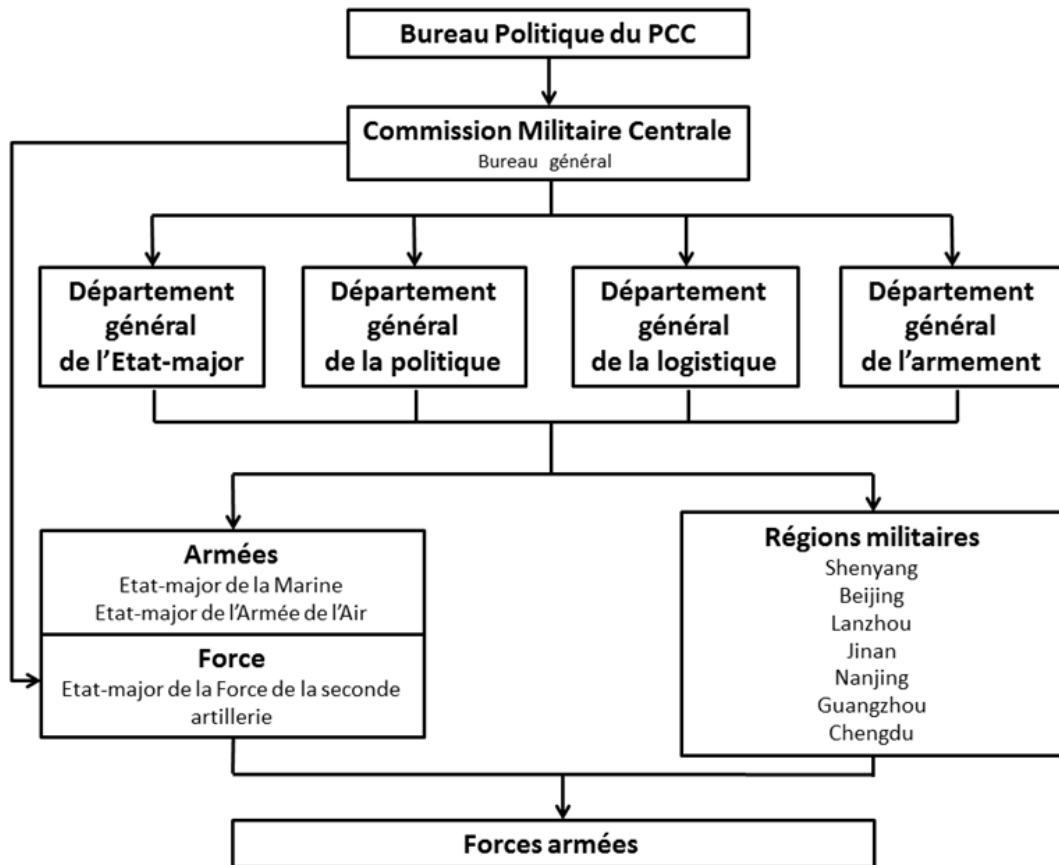 Bureau Politique du PCC
Commission Militaire Centrale
Bureau général
Département
général
de l'Etat-major
Département
général
de la politique
Département
général
de la logistique
Département
général
de l'armement
Armées
Etat-major de la Marine
Etat-major de l'Armée de l'Air
Force
Etat-major de la Force de la seconde
artillerie
Régions militaires
Shenyang
Beijing
Lanzhou
Jinan
Nanjing
Guangzhou
Chengdu
Forces armées